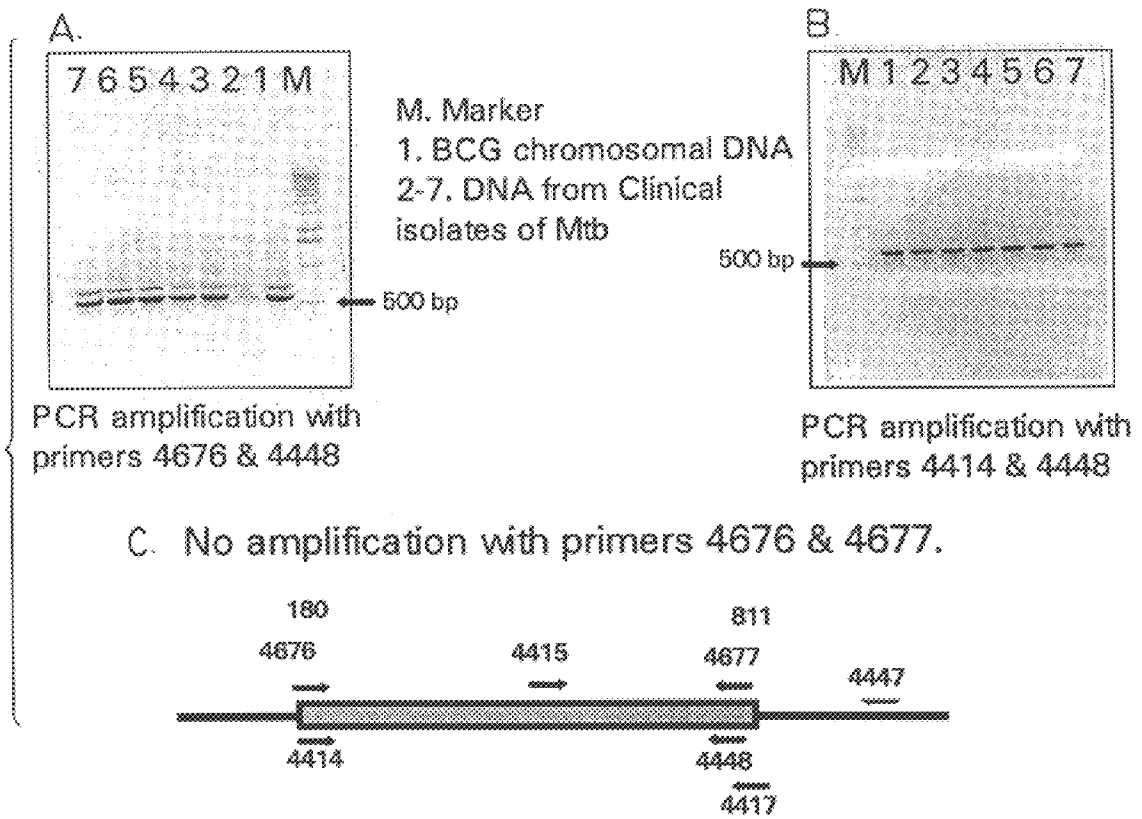 A.
7 6 5 4 3 2 1 M
500 bp
PCR amplification with
primers 4676 & 4448
M. Marker
1. BCG chromosomal DNA
2-7. DNA from Clinical
isolates of Mtb
B.
M 1 2 3 4 5 6 7
500 bp
PCR amplification with
primers 4414 & 4448
C. No amplification with primers 4676 & 4677.
180
811
4676
4415
4677
4447
4414
4448
4417